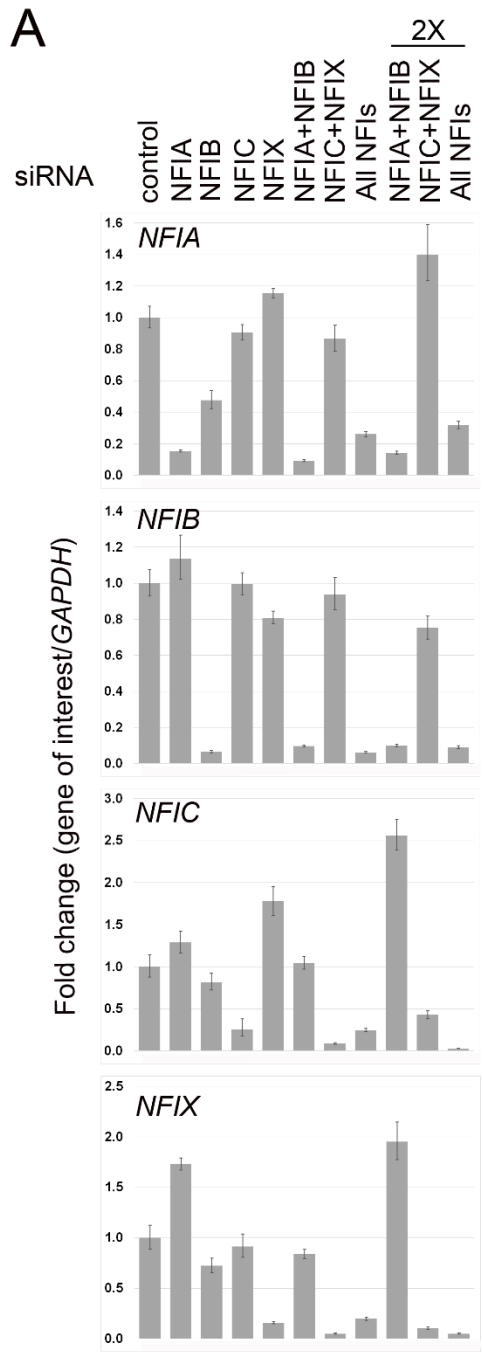 A
2X
siRNA
control
NFIA
NFIB
NFIC
NFIX
NFIA+NFIB
NFIC+NFIX
All NFIs
NFIA+NFIB
NFIC+NFIX
All NFIs
Fold change (gene of interest/GAPDH)
NFIA
1.6
1.4
1.2
1.0
0.8
0.6
0.4
0.2
0.0
NFIB
1.4
1.2
1.0
0.8
0.6
0.4
0.2
0.0
NFIC
3.0
2.5
2.0
1.5
1.0
0.5
0.0
NFIX
2.5
2.0
1.5
1.0
0.5
0.0